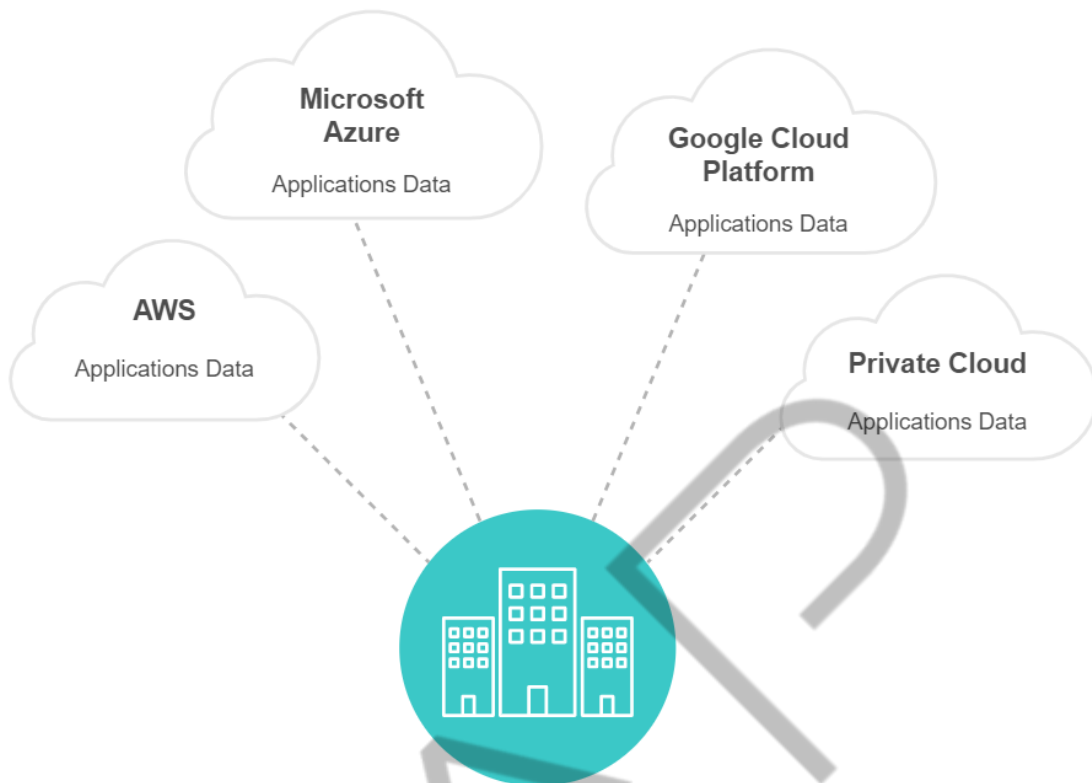 Microsoft
Azure
Applications Data
Google Cloud
Platform
Applications Data
AWS
Applications Data
Private Cloud
Applications Data